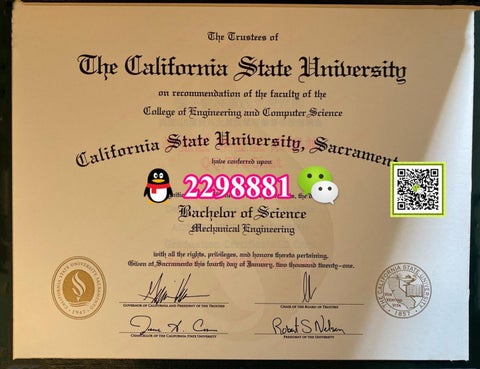 The Trustees of
The California State University
on recommendation of the faculty of the
College of Engineering and Computer Science
California State University, Sacrament
have conferred upon
2298881
Bachelor of Science
Mechanical Engineering
with all the rights, privileges, and honors thereto pertaining.
Given at Sacramento this fourth day of January, two thousand twenty-one.
GOVERNOR OF CALIFORNIA AND PRESIDENT OF THE TRUSTEES
CHAIR OF THE BOARD OF TRUSTEES
CHANCELLOR OF THE CALIFORNIA STATE UNIVERSITY
Robert S. Nelsen
PRESIDENT OF THE UNIVERSITY
1947
1857